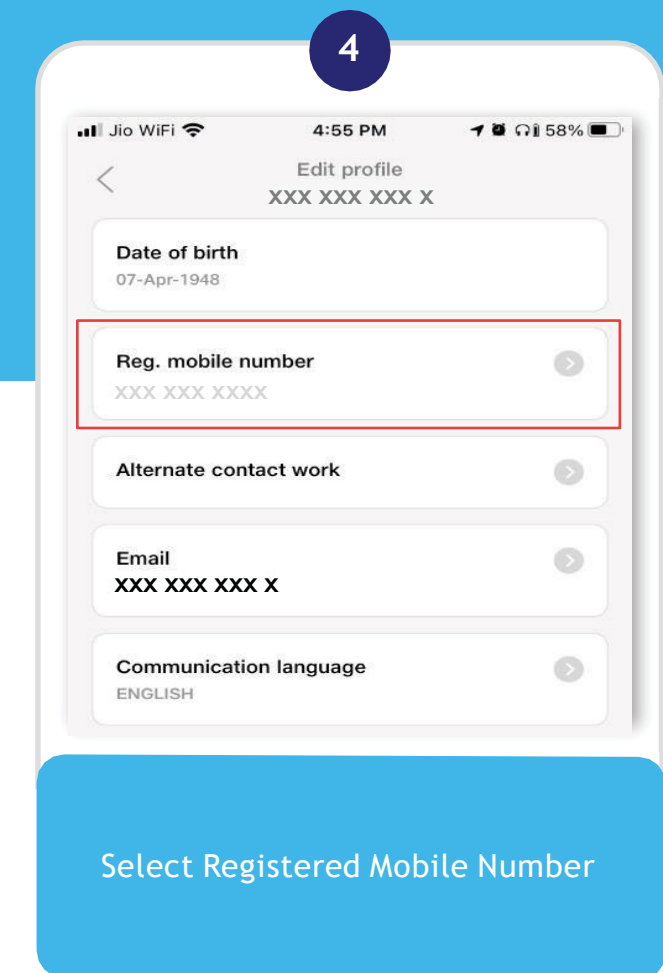 4
Jio WiFi 4:55 PM 58%
Edit profile
XXX XXX XXX X
Date of birth
07-Apr-1948
Reg. mobile number
XXX XXX XXXX
Alternate contact work
Email
XXX XXX XXX X
Communication language
ENGLISH
Select Registered Mobile Number